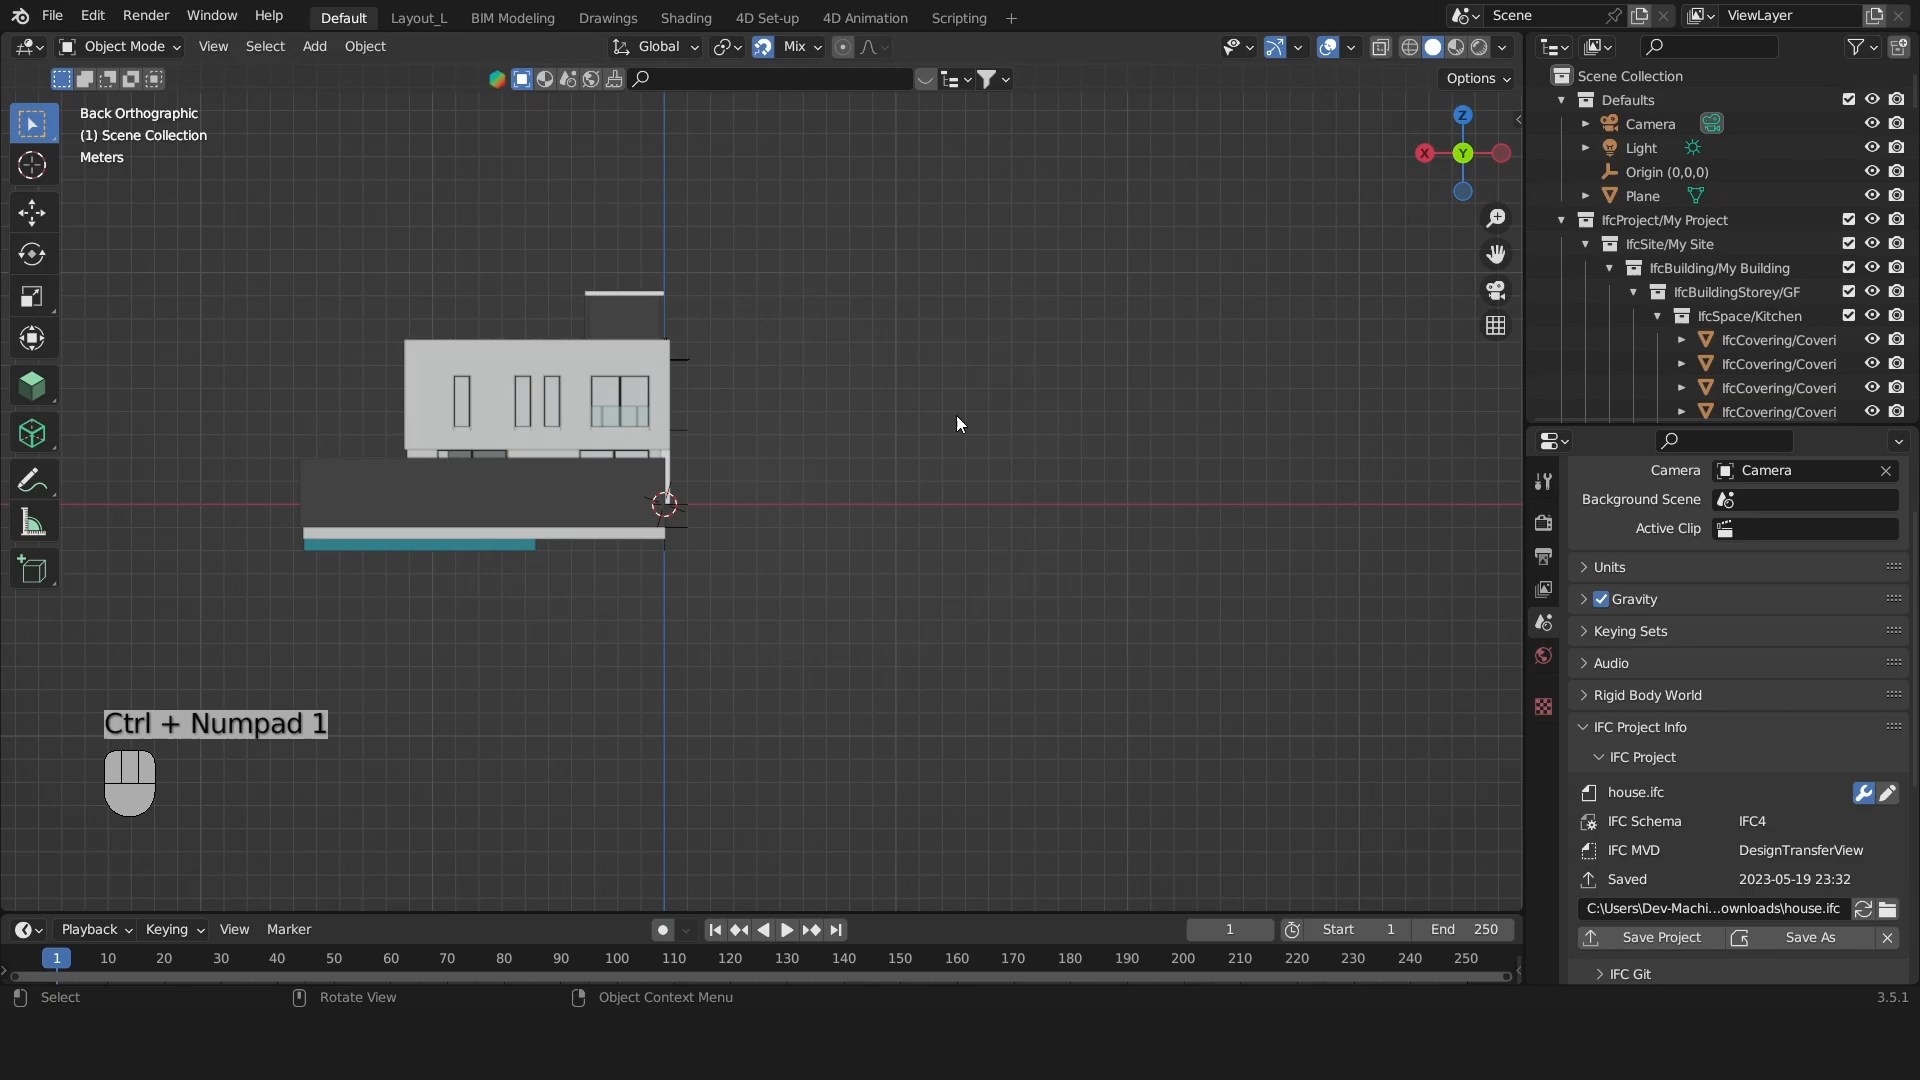 File Edit Render Window Help
Default Layout_L BIM Modeling Drawings Shading 4D Set-up 4D Animation Scripting
Scene
ViewLayer
Object Mode View Select Add Object
Global
Mix
Options
Back Orthographic
(1) Scene Collection
Meters
Z
X
Y
Scene Collection
Defaults
Camera
Light
Origin (0,0,0)
Plane
IfcProject/My Project
IfcSite/My Site
IfcBuilding/My Building
IfcBuildingStorey/GF
IfcSpace/Kitchen
IfcCovering/Coveri
IfcCovering/Coveri
IfcCovering/Coveri
IfcCovering/Coveri
Camera Camera
Background Scene
Active Clip
Units
Gravity
Keying Sets
Audio
Rigid Body World
IFC Project Info
IFC Project
house.ifc
IFC Schema IFC4
IFC MVD DesignTransferView
Saved 2023-05-19 23:32
C:\Users\Dev-Machi...ownloads\house.ifc
Save Project Save As
IFC Git
Ctrl + Numpad 1
Playback Keying View Marker
1 Start 1 End 250
1 10 20 30 40 50 60 70 80 90 100 110 120 130 140 150 160 170 180 190 200 210 220 230 240 250
Select Rotate View Object Context Menu
3.5.1